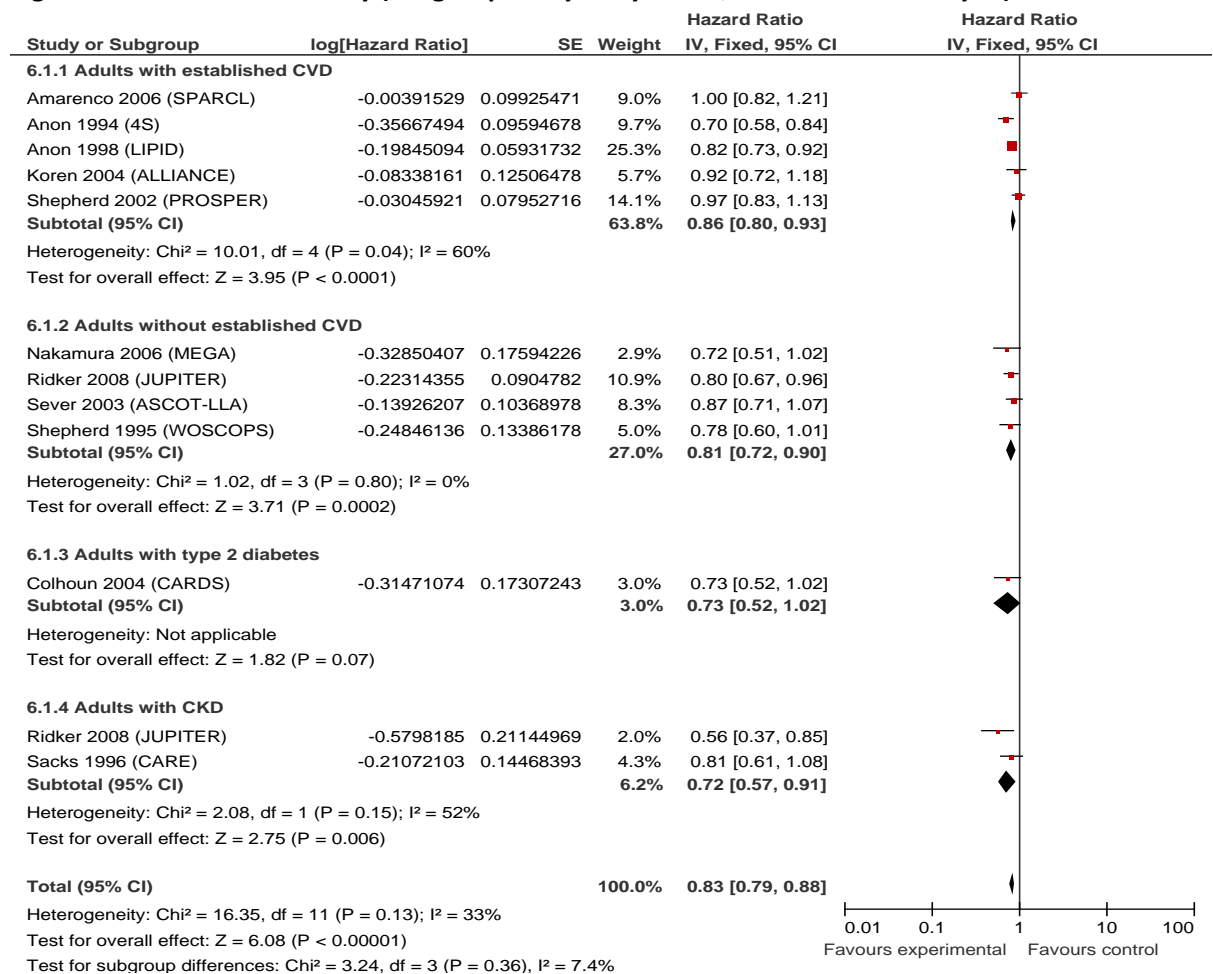 Hazard Ratio Hazard Ratio
Study or Subgroup log[Hazard Ratio] SE Weight IV, Fixed, 95% CI IV, Fixed, 95% CI
6.1.1 Adults with established CVD
Amarenco 2006 (SPARCL) -0.00391529 0.09925471 9.0% 1.00 [0.82, 1.21]
Anon 1994 (4S) -0.35667494 0.09594678 9.7% 0.70 [0.58, 0.84]
Anon 1998 (LIPID) -0.19845094 0.05931732 25.3% 0.82 [0.73, 0.92]
Koren 2004 (ALLIANCE) -0.08338161 0.12506478 5.7% 0.92 [0.72, 1.18]
Shepherd 2002 (PROSPER) -0.03045921 0.07952716 14.1% 0.97 [0.83, 1.13]
Subtotal (95% CI) 63.8% 0.86 [0.80, 0.93]
Heterogeneity: Chi² = 10.01, df = 4 (P = 0.04); I² = 60%
Test for overall effect: Z = 3.95 (P < 0.0001)
6.1.2 Adults without established CVD
Nakamura 2006 (MEGA) -0.32850407 0.17594226 2.9% 0.72 [0.51, 1.02]
Ridker 2008 (JUPITER) -0.22314355 0.0904782 10.9% 0.80 [0.67, 0.96]
Sever 2003 (ASCOT-LLA) -0.13926207 0.10368978 8.3% 0.87 [0.71, 1.07]
Shepherd 1995 (WOSCOPS) -0.24846136 0.13386178 5.0% 0.78 [0.60, 1.01]
Subtotal (95% CI) 27.0% 0.81 [0.72, 0.90]
Heterogeneity: Chi² = 1.02, df = 3 (P = 0.80); I² = 0%
Test for overall effect: Z = 3.71 (P = 0.0002)
6.1.3 Adults with type 2 diabetes
Colhoun 2004 (CARDS) -0.31471074 0.17307243 3.0% 0.73 [0.52, 1.02]
Subtotal (95% CI) 3.0% 0.73 [0.52, 1.02]
Heterogeneity: Not applicable
Test for overall effect: Z = 1.82 (P = 0.07)
6.1.4 Adults with CKD
Ridker 2008 (JUPITER) -0.5798185 0.21144969 2.0% 0.56 [0.37, 0.85]
Sacks 1996 (CARE) -0.21072103 0.14468393 4.3% 0.81 [0.61, 1.08]
Subtotal (95% CI) 6.2% 0.72 [0.57, 0.91]
Heterogeneity: Chi² = 2.08, df = 1 (P = 0.15); I² = 52%
Test for overall effect: Z = 2.75 (P = 0.006)
Total (95% CI) 100.0% 0.83 [0.79, 0.88]
Heterogeneity: Chi² = 16.35, df = 11 (P = 0.13); I² = 33%
Test for overall effect: Z = 6.08 (P < 0.00001)
Test for subgroup differences: Chi² = 3.24, df = 3 (P = 0.36), I² = 7.4%
0.01 0.1 1 10 100
Favours experimental Favours control